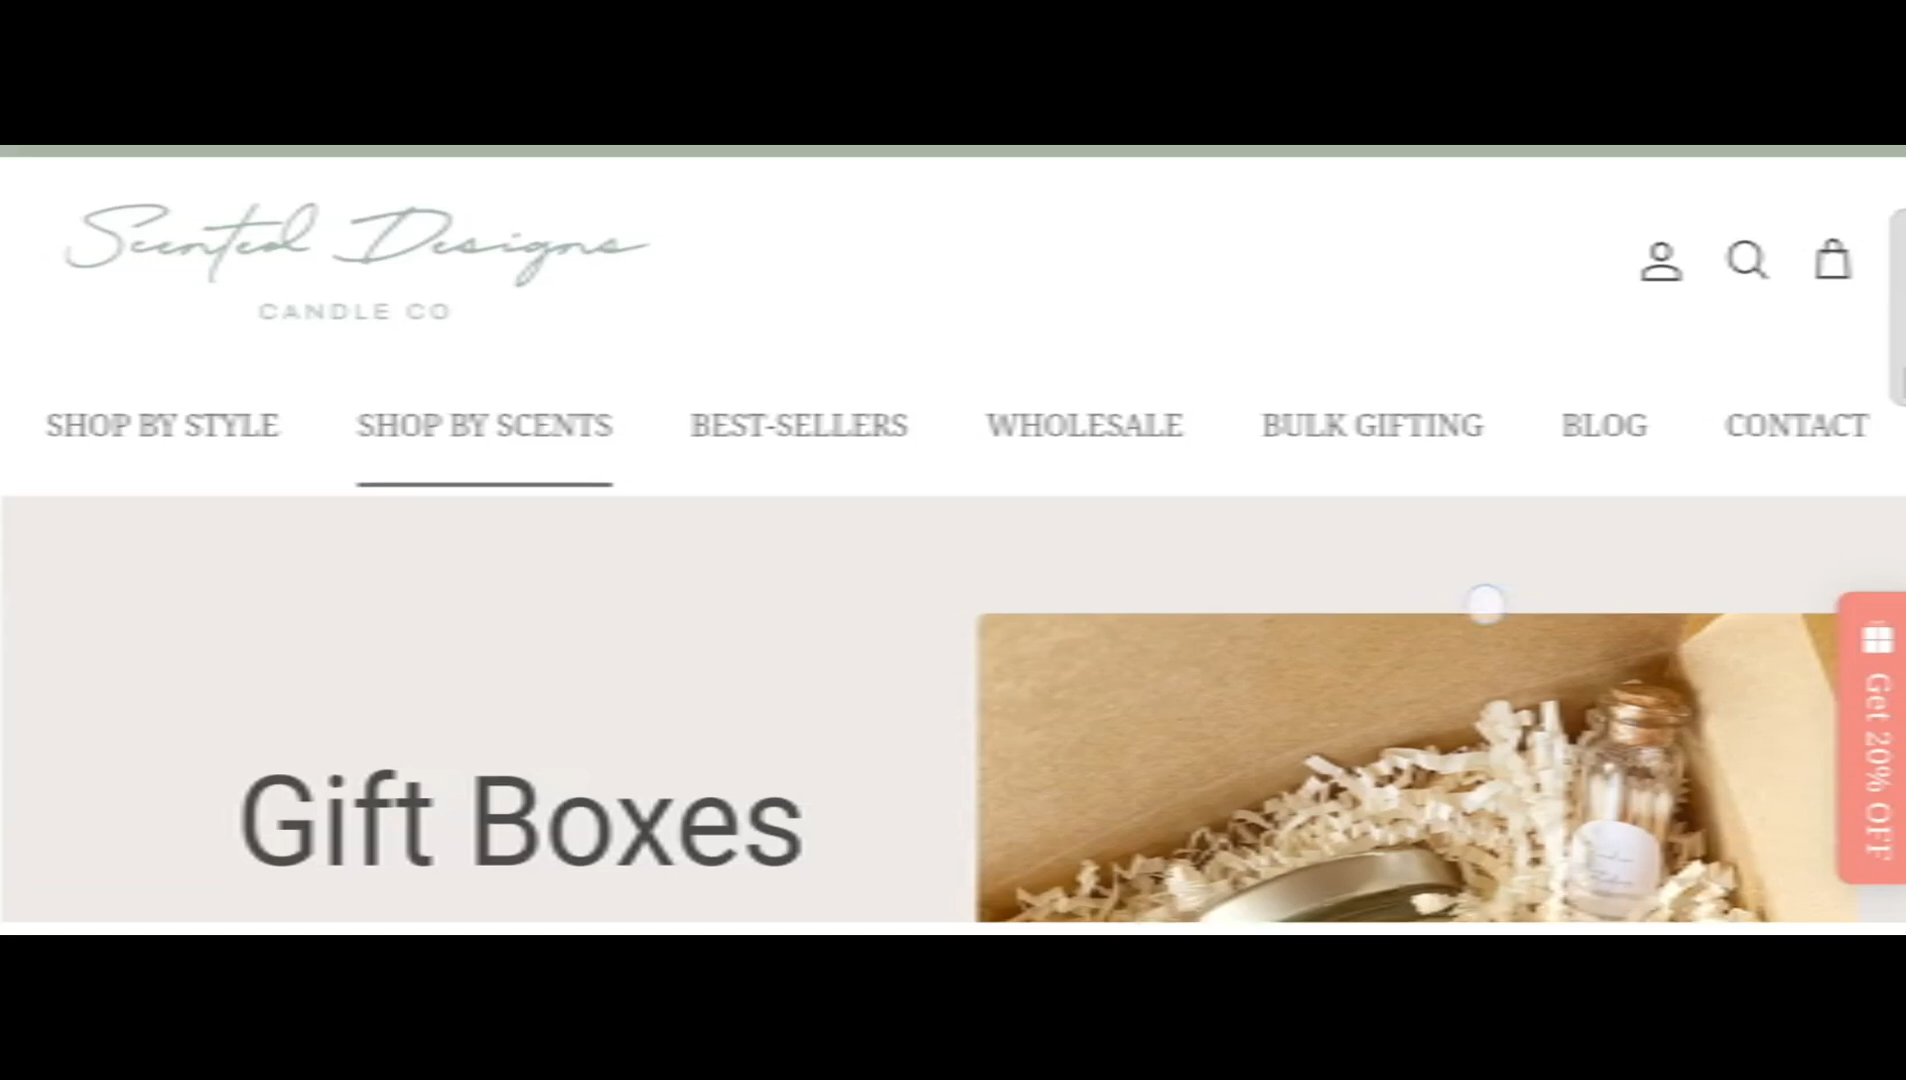 Scented Designs
CANDLE CO
SHOP BY STYLE SHOP BY SCENTS BEST-SELLERS WHOLESALE BULK GIFTING BLOG CONTACT
Gift Boxes
Get 20% OFF